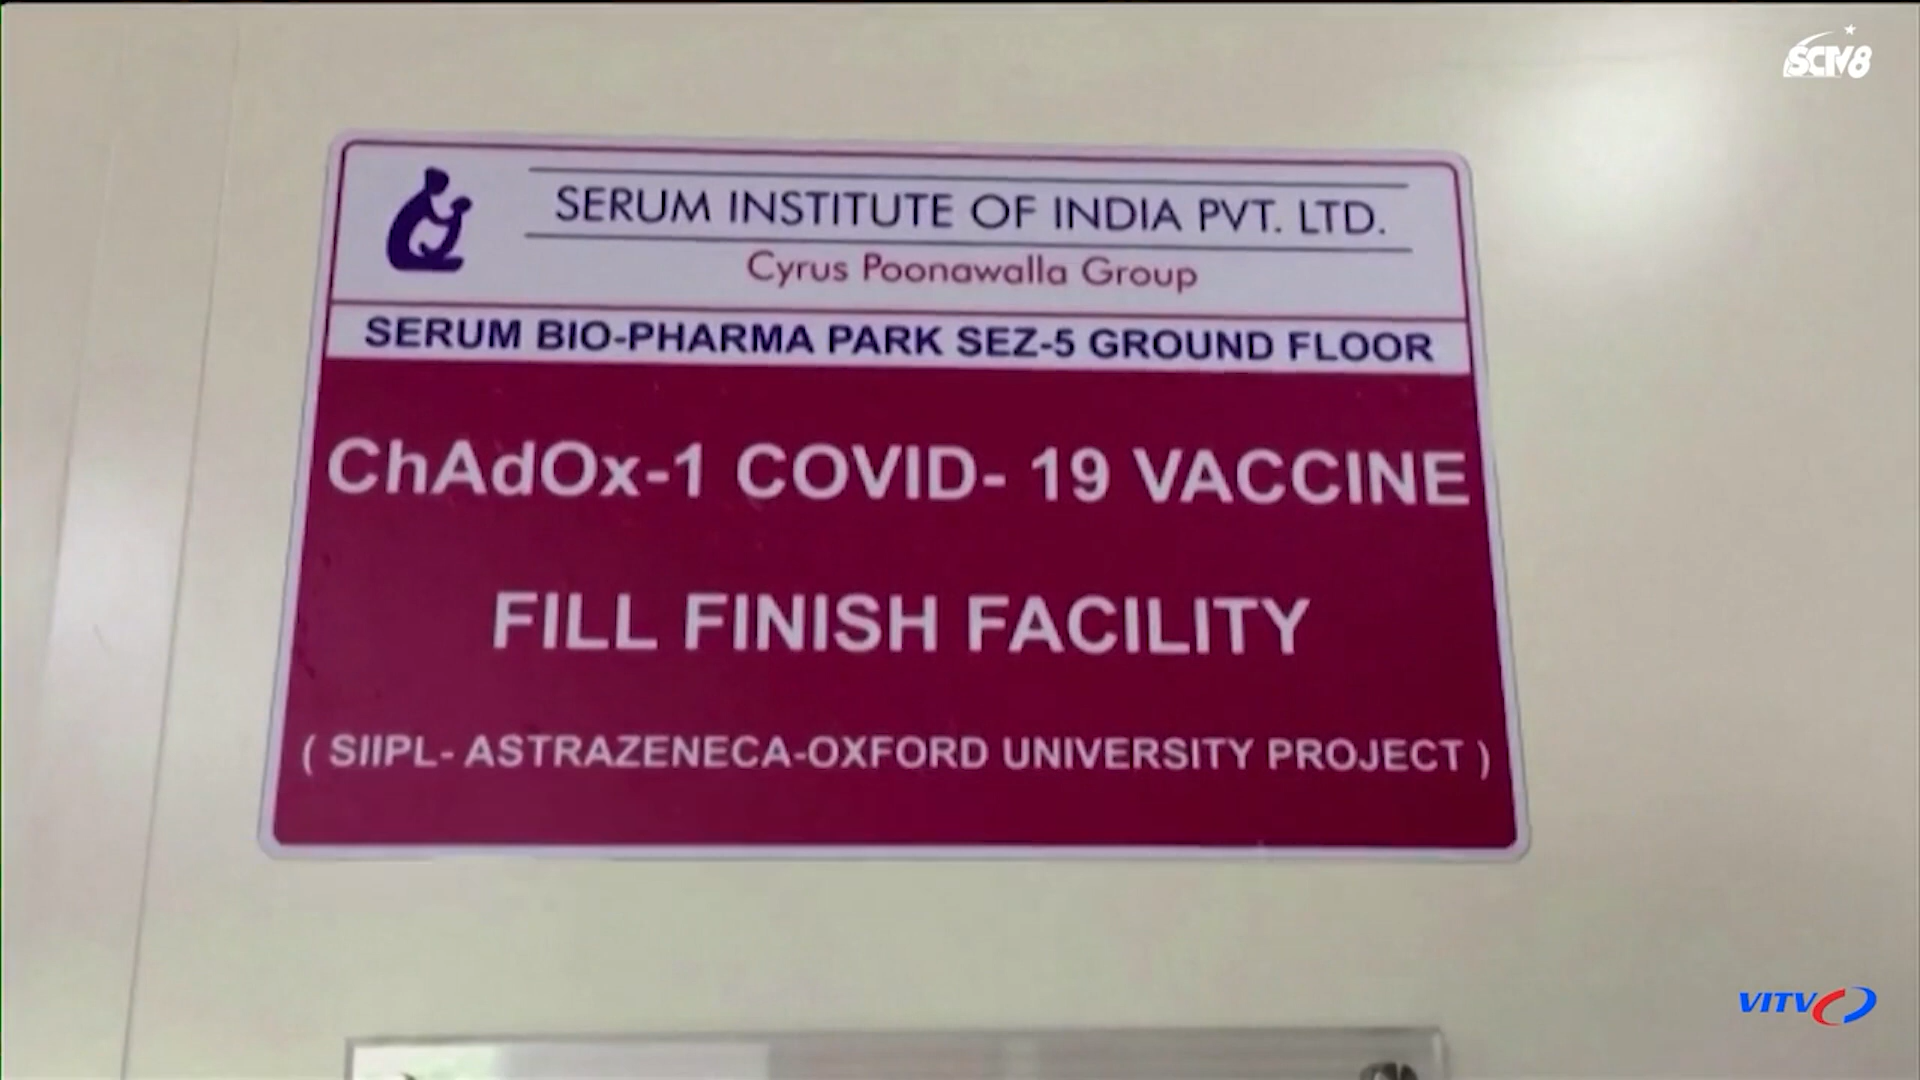 SCTV8
SERUM INSTITUTE OF INDIA PVT. LTD.
Cyrus Poonawalla Group
SERUM BIO-PHARMA PARK SEZ-5 GROUND FLOOR
ChAdOx-1 COVID- 19 VACCINE
FILL FINISH FACILITY
( SIIPL- ASTRAZENECA-OXFORD UNIVERSITY PROJECT )
VITV